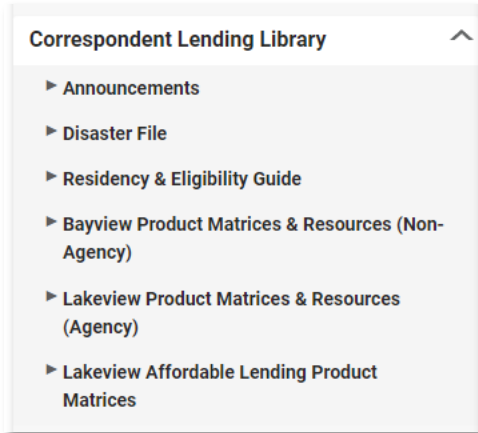 Correspondent Lending Library
Announcements
Disaster File
Residency & Eligibility Guide
Bayview Product Matrices & Resources (Non-
Agency)
Lakeview Product Matrices & Resources
(Agency)
Lakeview Affordable Lending Product
Matrices